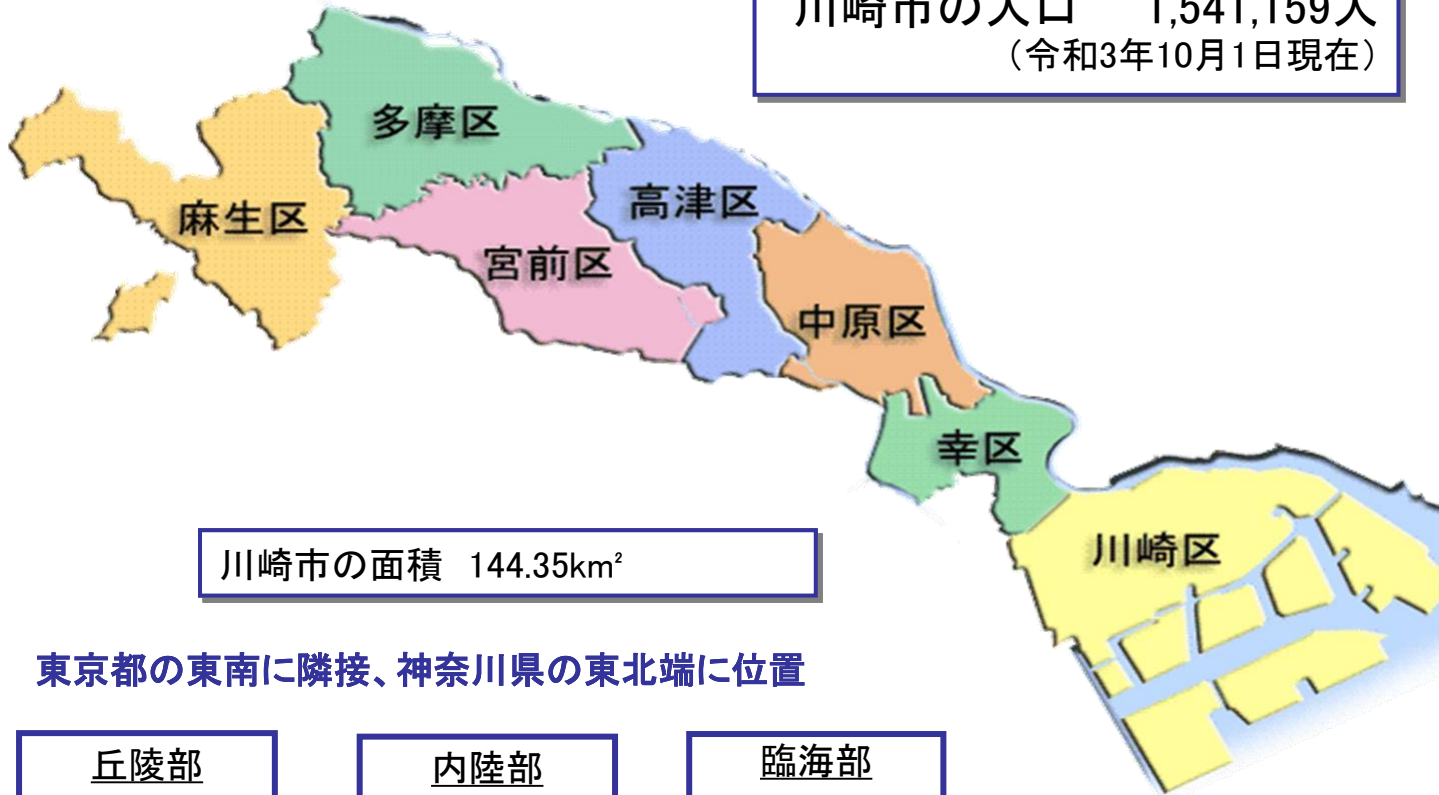 川崎市の人口 1,541,159人
（令和3年10月1日現在）
多摩区
麻生区
高津区
宮前区
中原区
幸区
川崎区
川崎市の面積 144.35km²
東京都の東南に隣接、神奈川県の東北端に位置
丘陵部 内陸部 臨海部